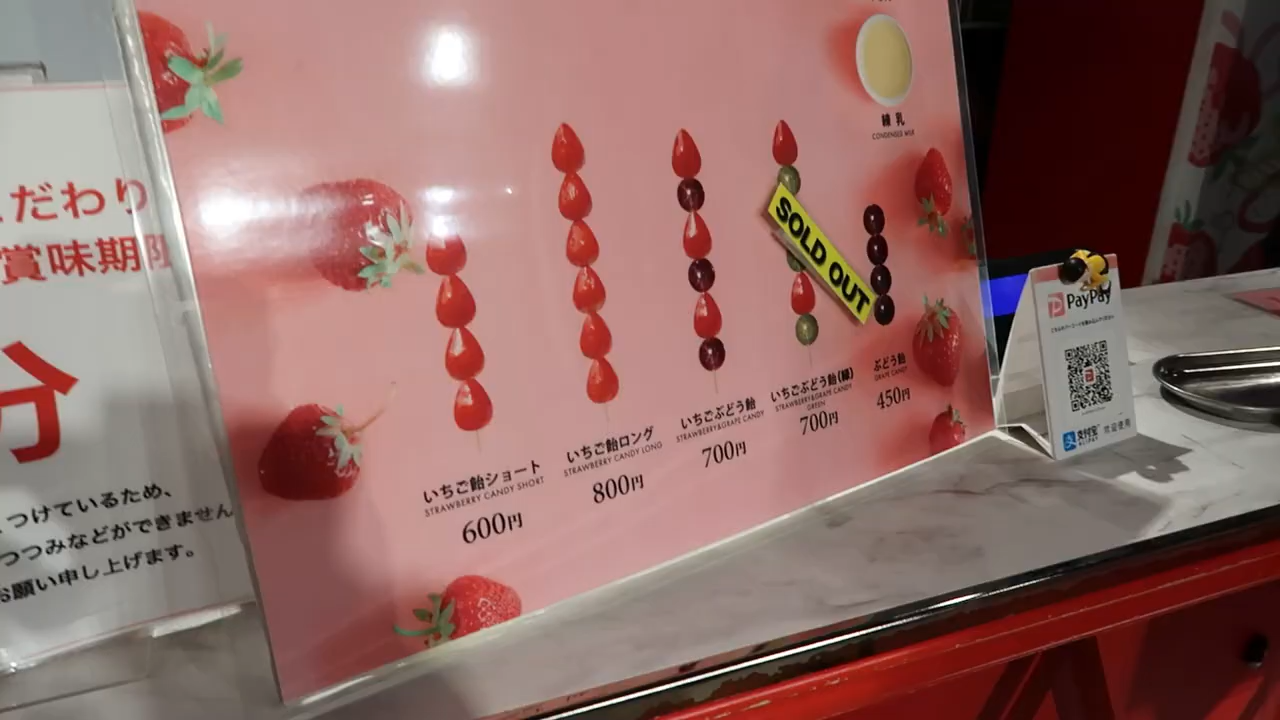 こだわり
賞味期限
分
つけているため、
つつみなどができません
お願い申し上げます。
練乳
CONDENSED MILK
SOLD OUT
いちご飴ショート
STRAWBERRY CANDY SHORT
600円
いちご飴ロング
STRAWBERRY CANDY LONG
800円
いちごぶどう飴
STRAWBERRY&GRAPE CANDY
700円
いちごぶどう飴(緑)
STRAWBERRY&GRAPE CANDY
GREEN
700円
ぶどう飴
GRAPE CANDY
450円
PayPay
支付宝
ALIPAY
欢迎使用